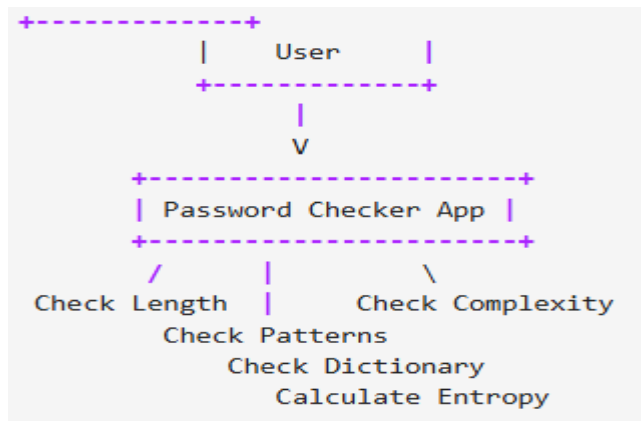 +--------------+
|    User     |
+--------------+
|
V
+-----------------------+
| Password Checker App |
+-----------------------+
/      |         \
Check Length  |     Check Complexity
Check Patterns
Check Dictionary
Calculate Entropy